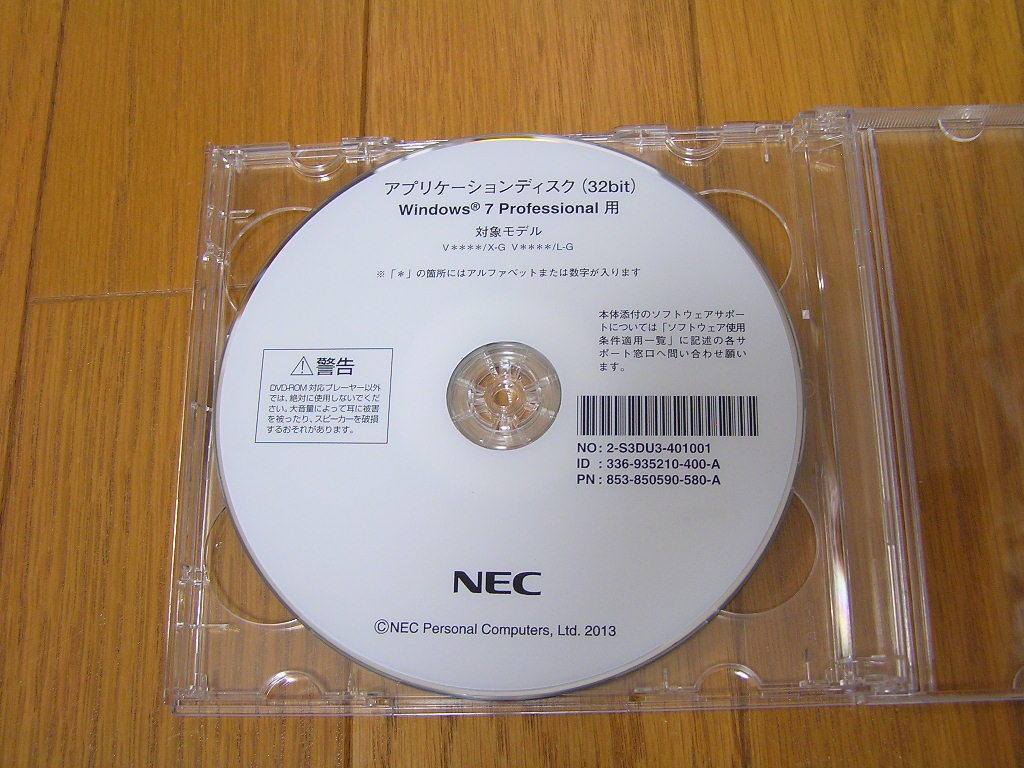 アプリケーションディスク(32bit)
Windows® 7 Professional 用
対象モデル
V＊＊＊＊/X-G V＊＊＊＊/L-G
※「＊」の箇所にはアルファベットまたは数字が入ります
本体添付のソフトウェアサポー
トについては「ソフトウェア使用
条件適用一覧」に記述の各サ
ポート窓口へ問い合わせ願い
ます。
⚠警告
DVD-ROM 対応プレーヤー以外
では、絶対に使用しないでくだ
さい。大音量によって耳に被害
を被ったり、スピーカーを破損
するおそれがあります。
NO : 2-S3DU3-401001
ID : 336-935210-400-A
PN : 853-850590-580-A
NEC
©NEC Personal Computers, Ltd. 2013